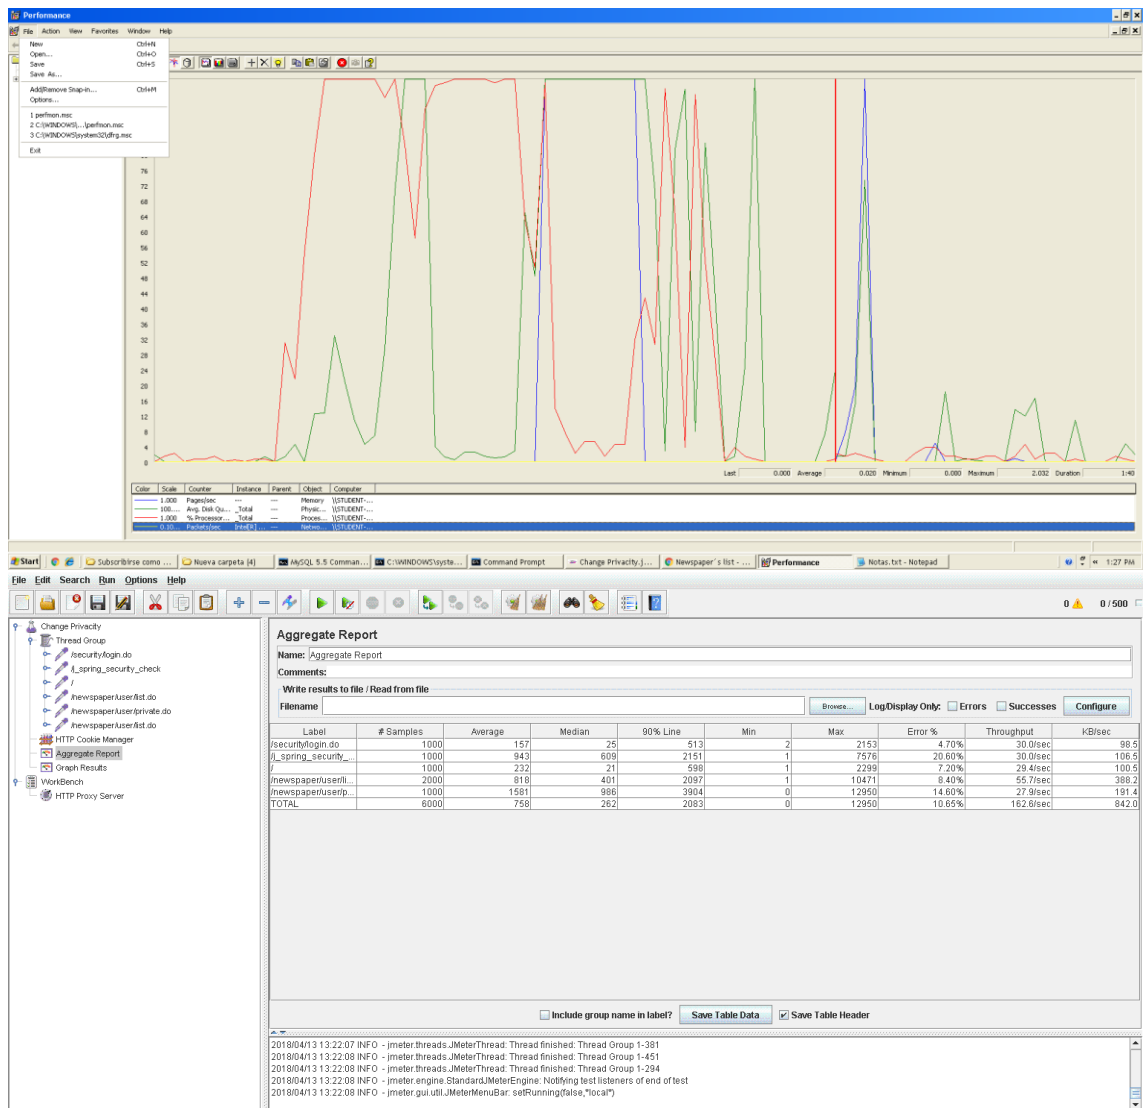 Performance
File Action View Favorites Window Help
New Ctrl+N
Open... Ctrl+O
Save Ctrl+S
Save As...
Add/Remove Snap-in... Ctrl+M
Options...
1 perfmon.msc
2 C:\WINDOWS\...\perfmon.msc
3 C:\WINDOWS\system32\dfrg.msc
Exit
76
72
68
64
60
56
52
48
44
40
36
32
28
24
20
16
12
8
4
0
Last 0.000 Average 0.020 Minimum 0.000 Maximum 2.032 Duration 1:40
Color Scale Counter Instance Parent Object Computer
1.000 Pages/sec --- --- Memory \\STUDENT-...
100.... Avg. Disk Qu... _Total --- Physic... \\STUDENT-...
1.000 % Processor... _Total --- Proces... \\STUDENT-...
0.10... Packets/sec Intel[R] ... --- Netwo... \\STUDENT-...
Start Subscribirse como ... Nueva carpeta (4) MySQL 5.5 Comman... C:\WINDOWS\syste... Command Prompt Change Privacity.j... Newspaper`s list - ... Performance Notas.txt - Notepad 1:27 PM
File Edit Search Run Options Help
0 0 / 500
Change Privacity
Thread Group
/security/login.do
/j_spring_security_check
/
/newspaper/user/list.do
/newspaper/user/private.do
/newspaper/user/list.do
HTTP Cookie Manager
Aggregate Report
Graph Results
WorkBench
HTTP Proxy Server
Aggregate Report
Name: Aggregate Report
Comments:
Write results to file / Read from file
Filename Browse... Log/Display Only: Errors Successes Configure
Label # Samples Average Median 90% Line Min Max Error % Throughput KB/sec
/security/login.do 1000 157 25 513 2 2153 4.70% 30.0/sec 98.5
/j_spring_security_... 1000 943 609 2151 1 7576 20.60% 30.0/sec 106.5
/ 1000 232 21 598 1 2299 7.20% 29.4/sec 100.5
/newspaper/user/li... 2000 818 401 2097 1 10471 8.40% 55.7/sec 388.2
/newspaper/user/p... 1000 1581 986 3904 0 12950 14.60% 27.9/sec 191.4
TOTAL 6000 758 262 2083 0 12950 10.65% 162.6/sec 842.0
Include group name in label? Save Table Data Save Table Header
2018/04/13 13:22:07 INFO - jmeter.threads.JMeterThread: Thread finished: Thread Group 1-381
2018/04/13 13:22:08 INFO - jmeter.threads.JMeterThread: Thread finished: Thread Group 1-451
2018/04/13 13:22:08 INFO - jmeter.threads.JMeterThread: Thread finished: Thread Group 1-294
2018/04/13 13:22:08 INFO - jmeter.engine.StandardJMeterEngine: Notifying test listeners of end of test
2018/04/13 13:22:08 INFO - jmeter.gui.util.JMeterMenuBar: setRunning(false,*local*)